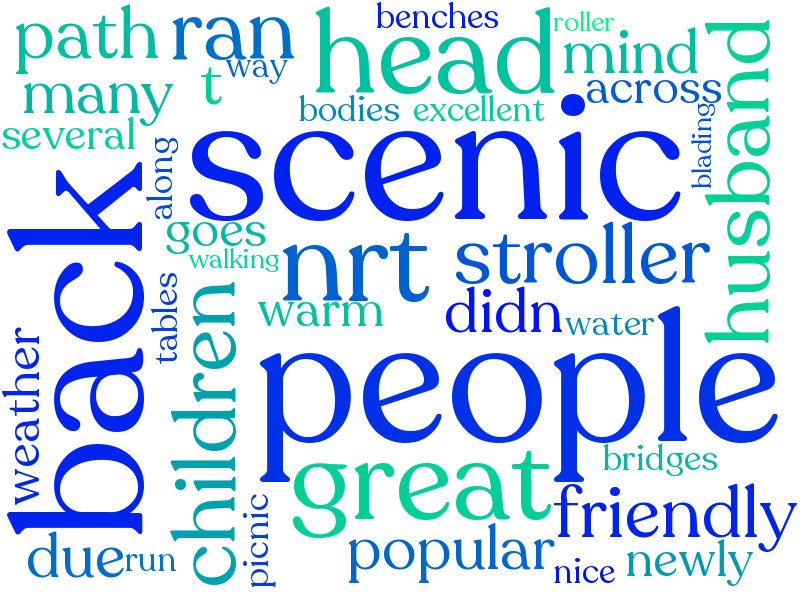 benches
roller
path
ran
head
mind
husband
way
many
t
across
bodies
excellent
several
scenic
blading
along
back
goes
nrt
stroller
walking
tables
children
warm
didn
water
weather
people
great
bridges
friendly
picnic
due
run
popular
nice
newly